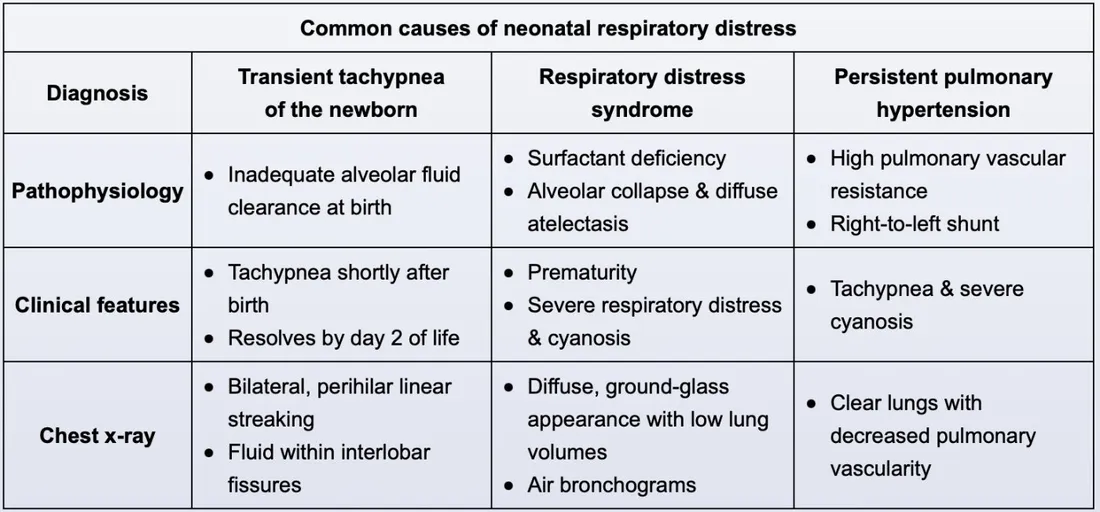 Common causes of neonatal respiratory distress
Diagnosis
Transient tachypnea
of the newborn
Respiratory distress
syndrome
Persistent pulmonary
hypertension
Pathophysiology
● Inadequate alveolar fluid
clearance at birth
● Surfactant deficiency
● Alveolar collapse & diffuse
atelectasis
● High pulmonary vascular
resistance
● Right-to-left shunt
Clinical features
● Tachypnea shortly after
birth
● Resolves by day 2 of life
● Prematurity
● Severe respiratory distress
& cyanosis
● Tachypnea & severe
cyanosis
Chest x-ray
● Bilateral, perihilar linear
streaking
● Fluid within interlobar
fissures
● Diffuse, ground-glass
appearance with low lung
volumes
● Air bronchograms
● Clear lungs with
decreased pulmonary
vascularity